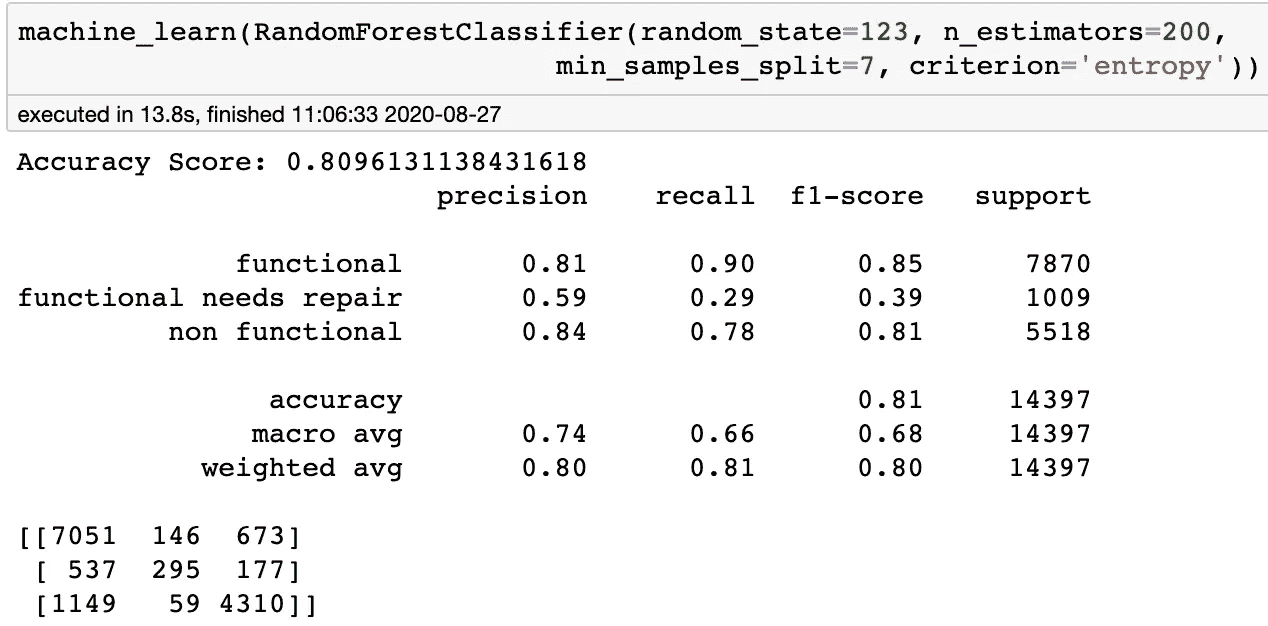 machine_learn(RandomForestClassifier(random_state=123, n_estimators=200,
min_samples_split=7, criterion='entropy'))
executed in 13.8s, finished 11:06:33 2020-08-27
Accuracy Score: 0.8096131138431618
precision recall f1-score support
functional 0.81 0.90 0.85 7870
functional needs repair 0.59 0.29 0.39 1009
non functional 0.84 0.78 0.81 5518
accuracy 0.81 14397
macro avg 0.74 0.66 0.68 14397
weighted avg 0.80 0.81 0.80 14397
[[7051 146 673]
[ 537 295 177]
[1149 59 4310]]